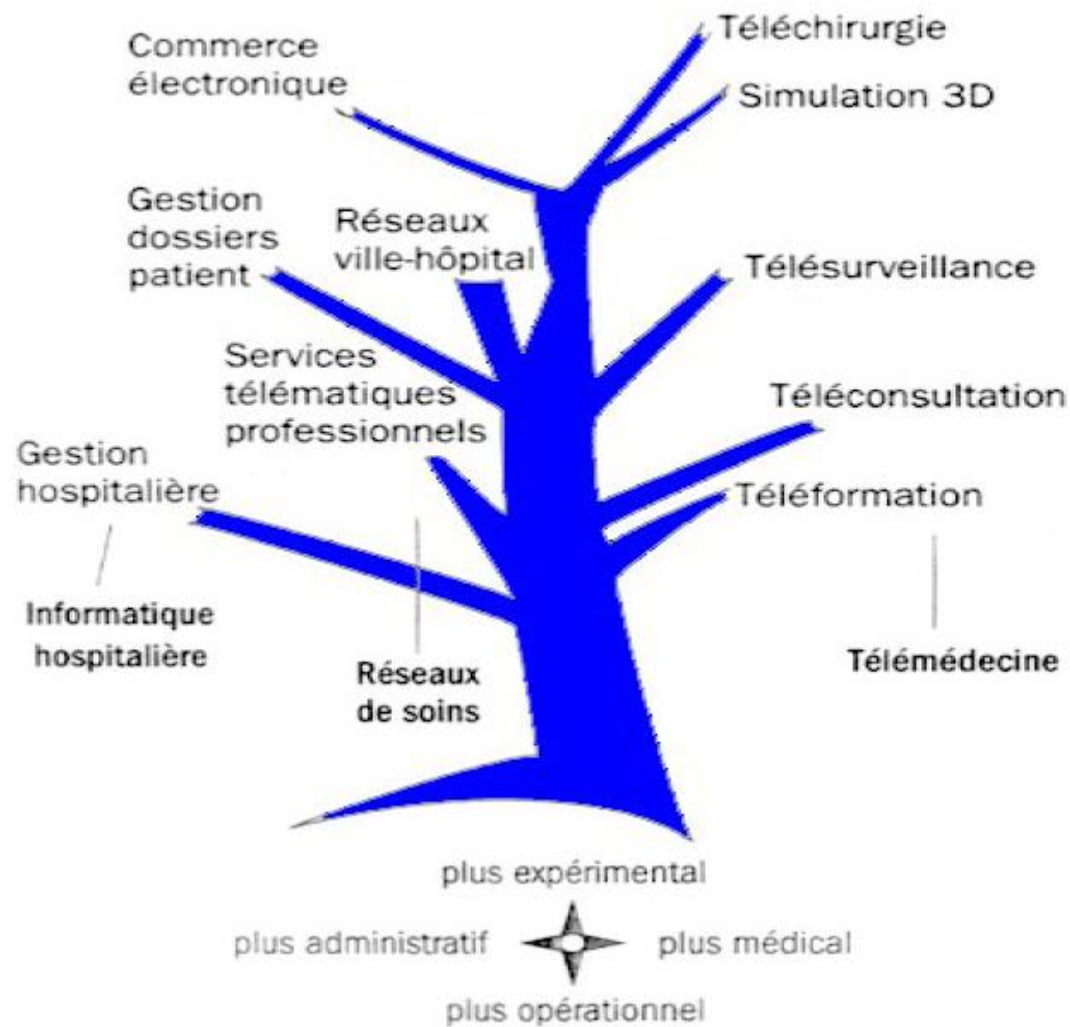 Commerce
électronique
Téléchirurgie
Simulation 3D
Gestion
dossiers
patient
Réseaux
ville-hôpital
Télésurveillance
Services
télématiques
professionnels
Téléconsultation
Gestion
hospitalière
Téléformation
Informatique
hospitalière
Réseaux
de soins
Télémédecine
plus expérimental
plus administratif
plus médical
plus opérationnel